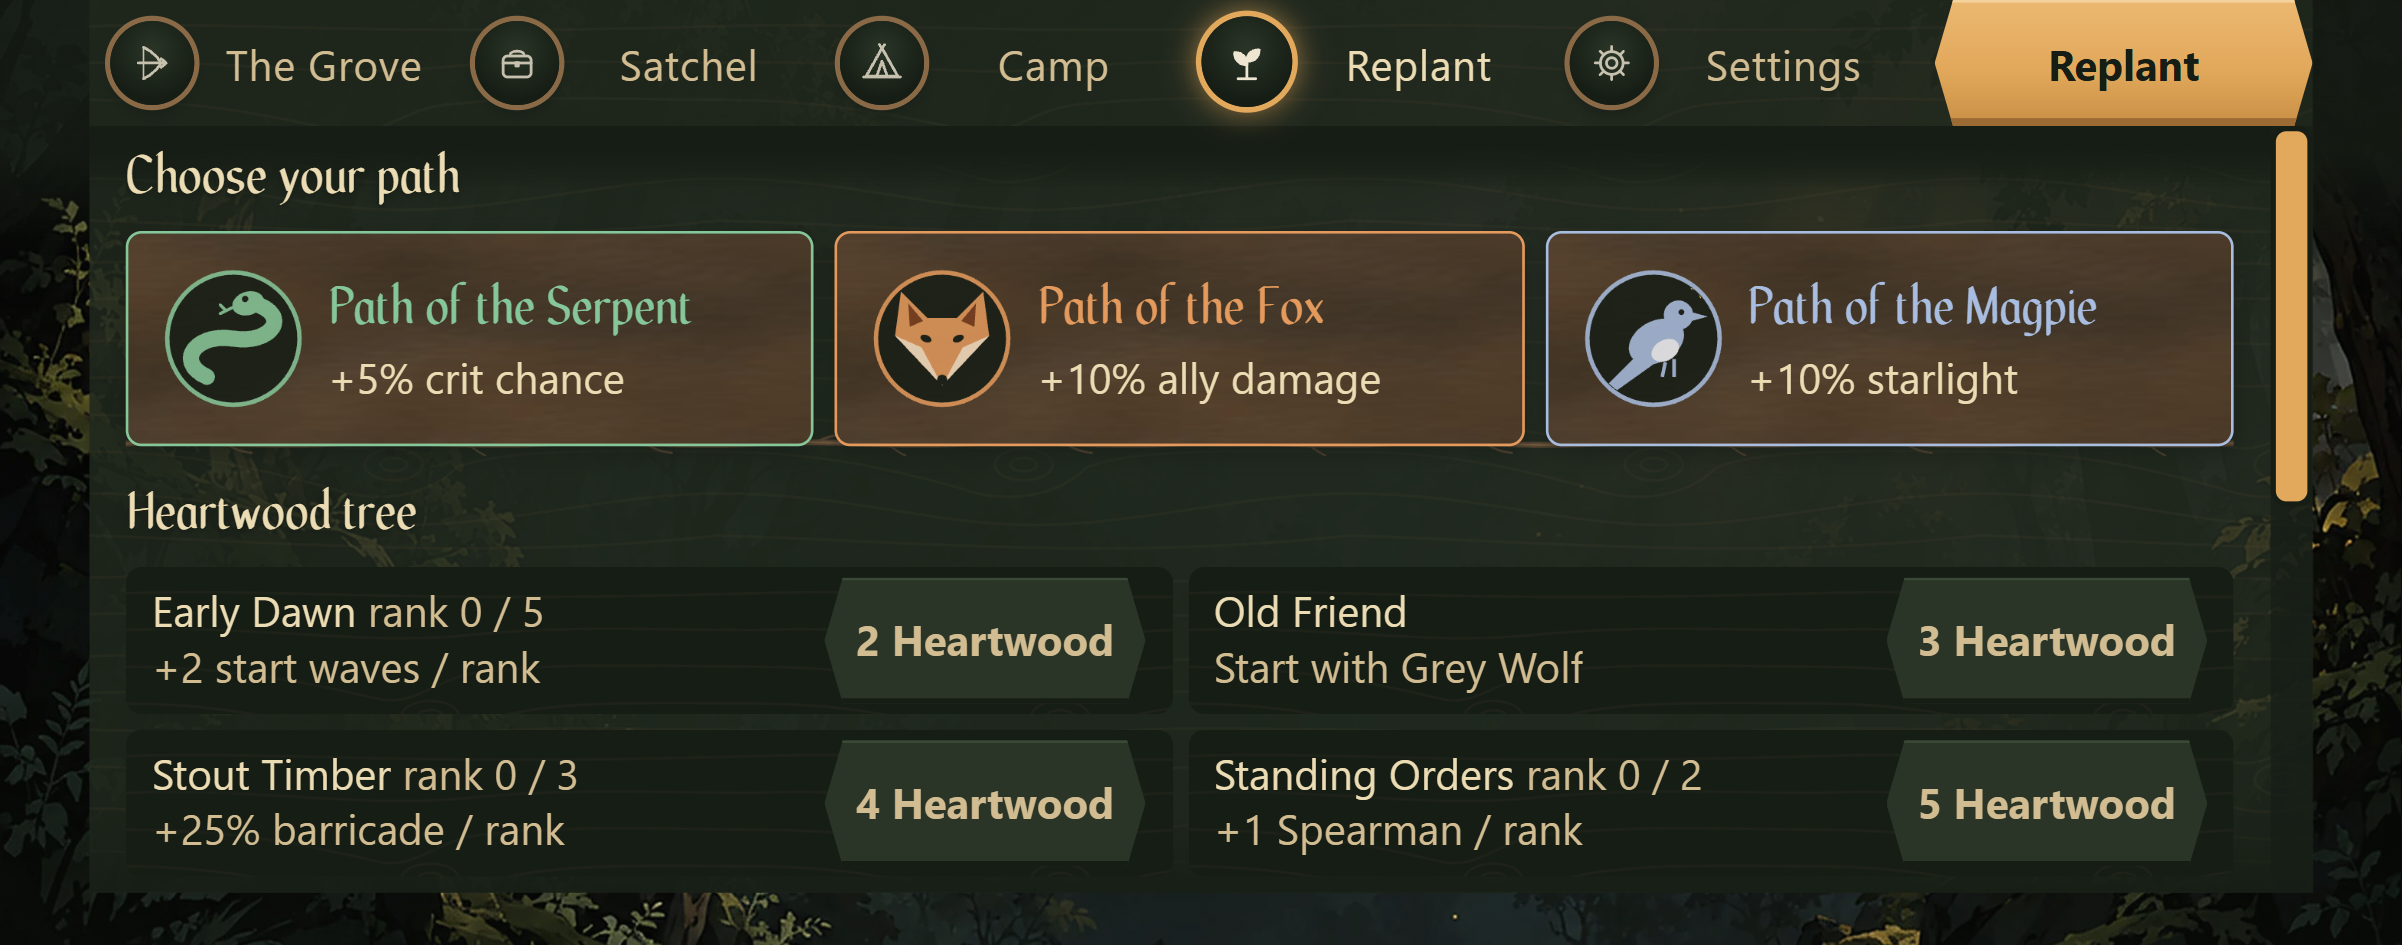 The Grove
Satchel
Camp
Replant
Settings
Replant
Choose your path
Path of the Serpent
+5% crit chance
Path of the Fox
+10% ally damage
Path of the Magpie
+10% starlight
Heartwood tree
Early Dawn rank 0 / 5
+2 start waves / rank
2 Heartwood
Old Friend
Start with Grey Wolf
3 Heartwood
Stout Timber rank 0 / 3
+25% barricade / rank
4 Heartwood
Standing Orders rank 0 / 2
+1 Spearman / rank
5 Heartwood